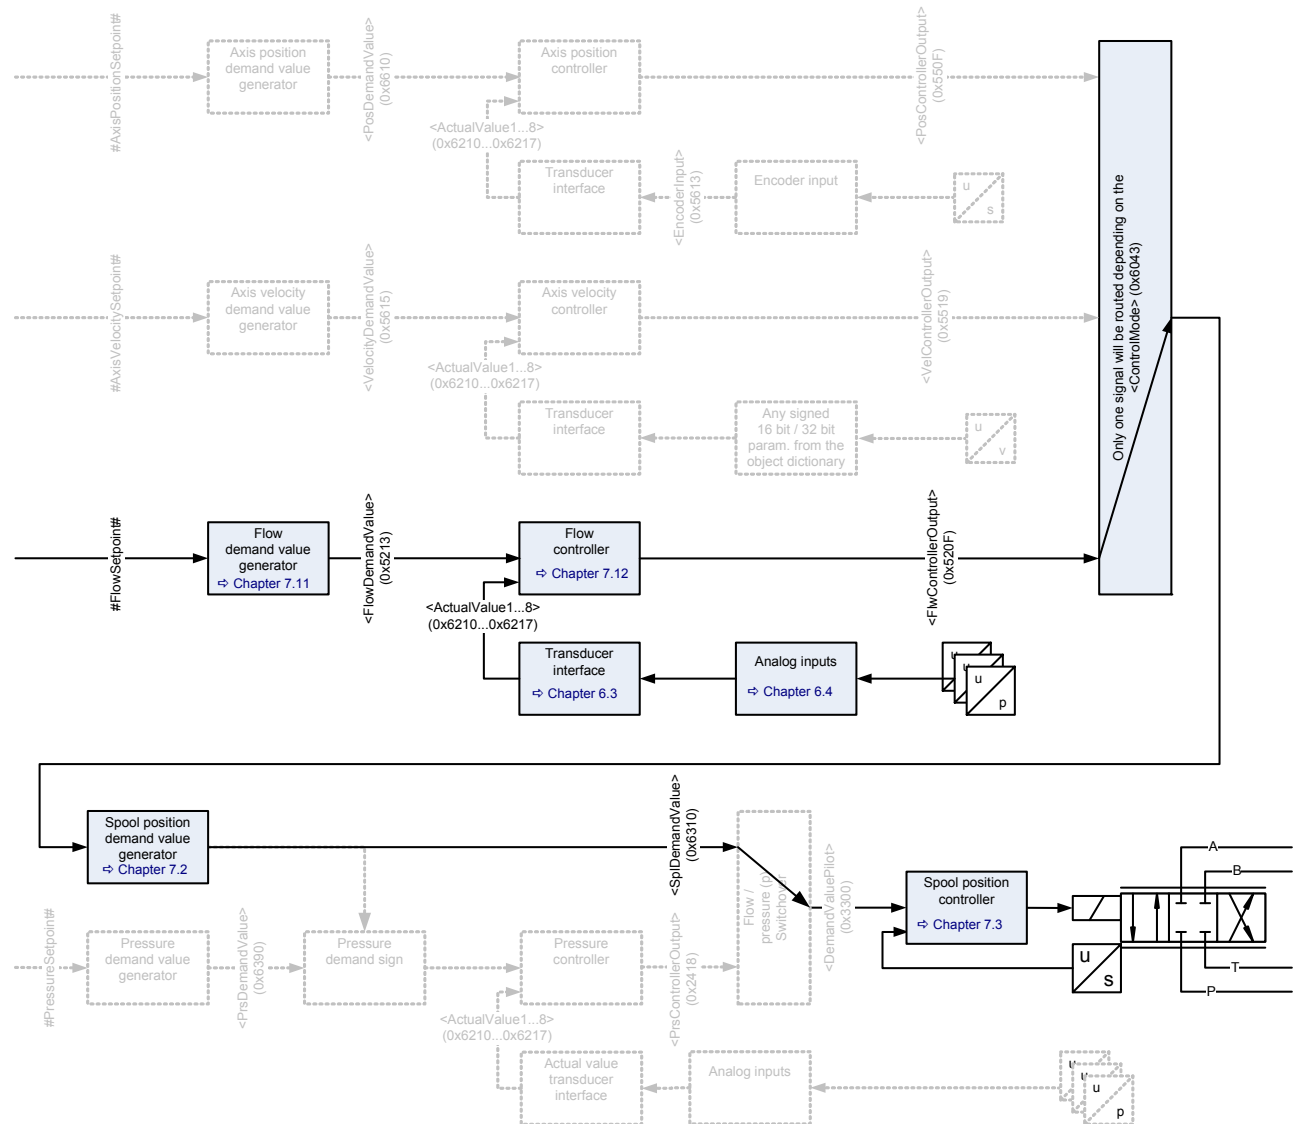 #AxisPositionSetpoint#
Axis position
demand value
generator
<PosDemandValue>
(0x6610)
Axis position
controller
<PosControllerOutput>
(0x550F)
<ActualValue1...8>
(0x6210...0x6217)
Transducer
interface
<EncoderInput>
(0x5613)
Encoder input
u
s
Only one signal will be routed depending on the
<ControlMode> (0x6043)
#AxisVelocitySetpoint#
Axis velocity
demand value
generator
<VelocityDemandValue>
(0x5615)
Axis velocity
controller
<VelControllerOutput>
(0x5519)
<ActualValue1...8>
(0x6210...0x6217)
Transducer
interface
Any signed
16 bit / 32 bit
param. from the
object dictionary
u
v
#FlowSetpoint#
Flow
demand value
generator
⇨ Chapter 7.11
<FlowDemandValue>
(0x5213)
Flow
controller
⇨ Chapter 7.12
<FlwControllerOutput>
(0x520F)
<ActualValue1...8>
(0x6210...0x6217)
Transducer
interface
⇨ Chapter 6.3
Analog inputs
⇨ Chapter 6.4
u
u
u
p
Spool position
demand value
generator
⇨ Chapter 7.2
<SplDemandValue>
(0x6310)
Flow /
pressure (p)
Switchover
<DemandValuePilot>
(0x3300)
Spool position
controller
⇨ Chapter 7.3
A
B
T
P
u
s
#PressureSetpoint#
Pressure
demand value
generator
<PrsDemandValue>
(0x6390)
Pressure
demand sign
Pressure
controller
<PrsControllerOutput>
(0x2418)
<ActualValue1...8>
(0x6210...0x6217)
Actual value
transducer
interface
Analog inputs
u
u
u
p